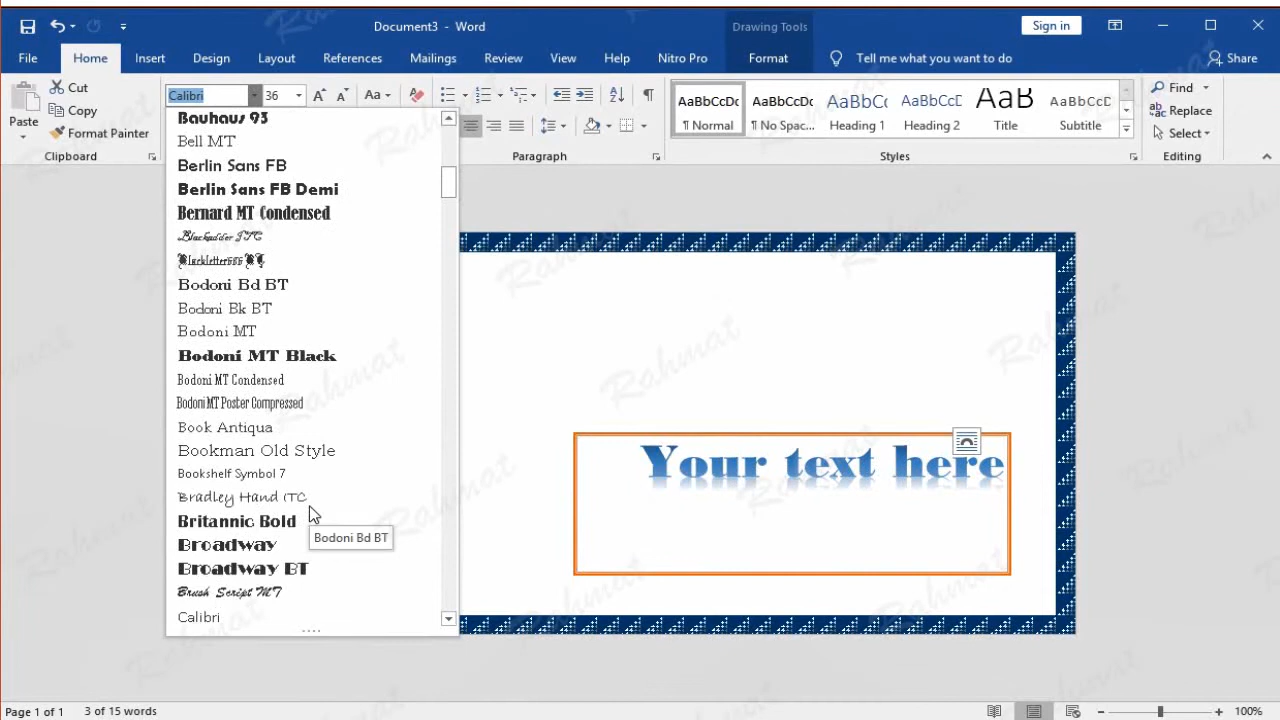 Document3 - Word
Drawing Tools
Sign in
File Home Insert Design Layout References Mailings Review View Help Nitro Pro Format Tell me what you want to do Share
Paste
Cut
Copy
Format Painter
Clipboard
Calibri 36 Aa
Paragraph
AaBbCcDc AaBbCcDc AaBbCc AaBbCcD AaB AaBbCcD
¶ Normal ¶ No Spac... Heading 1 Heading 2 Title Subtitle
Styles
Find
Replace
Select
Editing
Bauhaus 93
Bell MT
Berlin Sans FB
Berlin Sans FB Demi
Bernard MT Condensed
Blackadder ITC
Blackletter686
Bodoni Bd BT
Bodoni Bk BT
Bodoni MT
Bodoni MT Black
Bodoni MT Condensed
Bodoni MT Poster Compressed
Book Antiqua
Bookman Old Style
Bookshelf Symbol 7
Bradley Hand ITC
Britannic Bold
Bodoni Bd BT
Broadway
Broadway BT
Brush Script MT
Calibri
Your text here
Rahmat
Page 1 of 1 3 of 15 words
100%